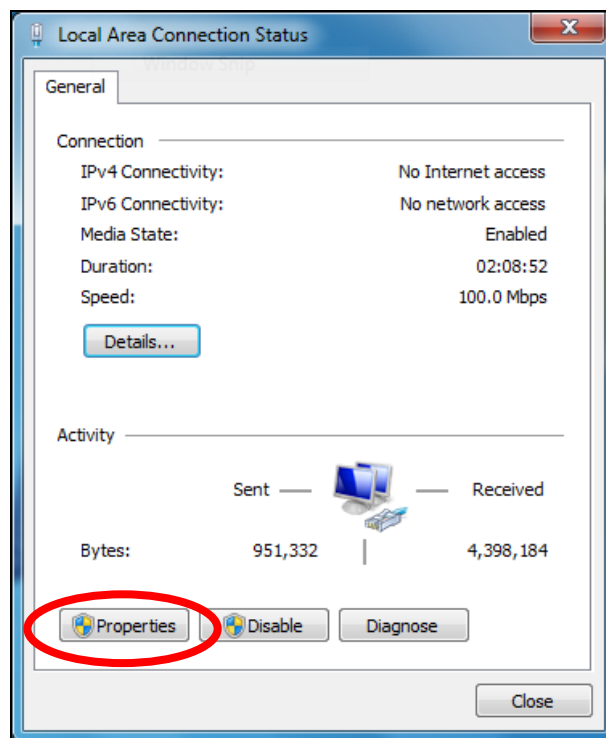 Local Area Connection Status
Window Snip
General
Connection
IPv4 Connectivity: No Internet access
IPv6 Connectivity: No network access
Media State: Enabled
Duration: 02:08:52
Speed: 100.0 Mbps
Details...
Activity
Sent Received
Bytes: 951,332 4,398,184
Properties Disable Diagnose
Close